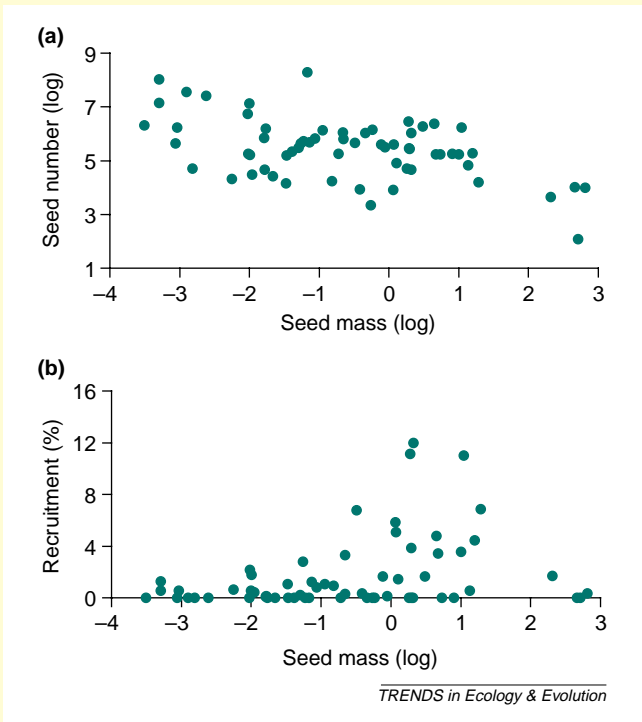 (a)
Seed number (log)
9
7
5
3
1
–4 –3 –2 –1 0 1 2 3
Seed mass (log)
(b)
Recruitment (%)
16
12
8
4
0
–4 –3 –2 –1 0 1 2 3
Seed mass (log)
TRENDS in Ecology & Evolution